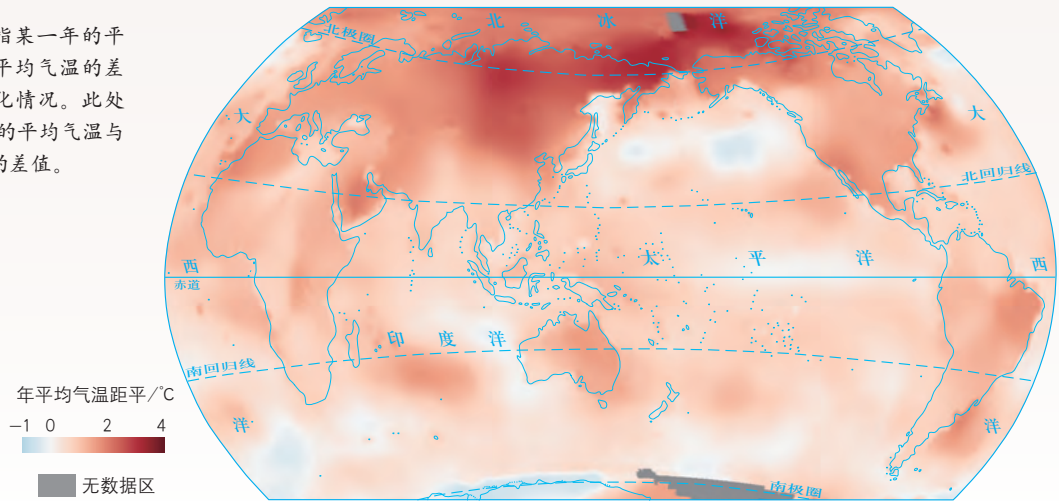 指某一年的平
平均气温的差
化情况。此处
的平均气温与
的差值。
北 冰 洋
北极圈
大
大
北回归线
太 平 洋
西
西
赤道
印 度 洋
南回归线
洋
洋
南极圈
年平均气温距平/℃
-1 0 2 4
无数据区